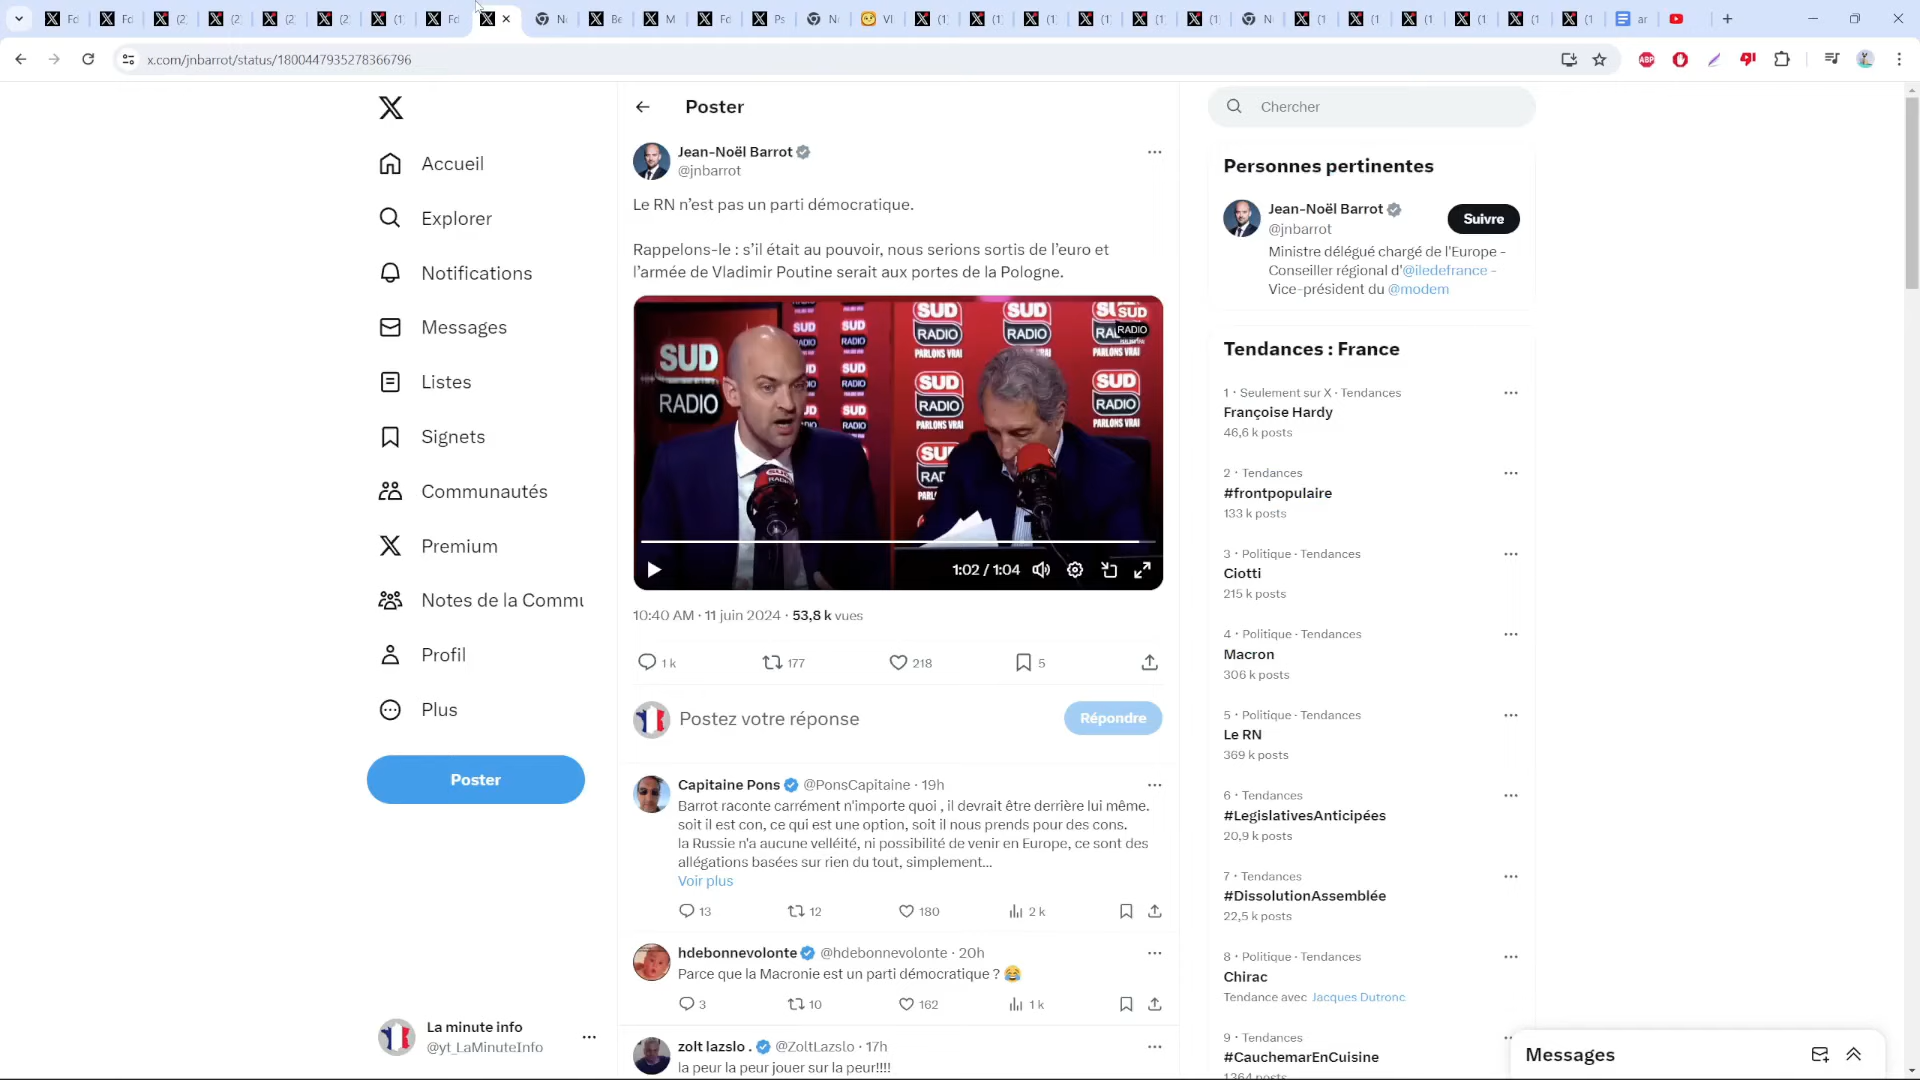 x.com/jnbarrot/status/1800447935278366796
Accueil
Explorer
Notifications
Messages
Listes
Signets
Communautés
Premium
Notes de la Commu
Profil
Plus
Poster
La minute info
@yt_LaMinuteInfo
Poster
Jean-Noël Barrot
@jnbarrot
Le RN n’est pas un parti démocratique.
Rappelons-le : s’il était au pouvoir, nous serions sortis de l’euro et
l’armée de Vladimir Poutine serait aux portes de la Pologne.
SUD
RADIO
PARLONS VRAI
1:02 / 1:04
10:40 AM · 11 juin 2024 · 53,8 k vues
1 k 177 218 5
Postez votre réponse
Répondre
Capitaine Pons @PonsCapitaine · 19h
Barrot raconte carrément n'importe quoi , il devrait être derrière lui même.
soit il est con, ce qui est une option, soit il nous prends pour des cons.
la Russie n'a aucune velléité, ni possibilité de venir en Europe, ce sont des
allégations basées sur rien du tout, simplement...
Voir plus
13 12 180 2 k
hdebonnevolonte @hdebonnevolonte · 20h
Parce que la Macronie est un parti démocratique ? 😂
3 10 162 1 k
zolt lazslo . @ZoltLazslo · 17h
la peur la peur jouer sur la peur!!!!
Chercher
Personnes pertinentes
Jean-Noël Barrot
@jnbarrot
Suivre
Ministre délégué chargé de l'Europe -
Conseiller régional d'@iledefrance -
Vice-président du @modem
Tendances : France
1 · Seulement sur X · Tendances
Françoise Hardy
46,6 k posts
2 · Tendances
#frontpopulaire
133 k posts
3 · Politique · Tendances
Ciotti
215 k posts
4 · Politique · Tendances
Macron
306 k posts
5 · Politique · Tendances
Le RN
369 k posts
6 · Tendances
#LegislativesAnticipées
20,9 k posts
7 · Tendances
#DissolutionAssemblée
22,5 k posts
8 · Politique · Tendances
Chirac
Tendance avec Jacques Dutronc
9 · Tendances
#CauchemarEnCuisine
1364 posts
Messages